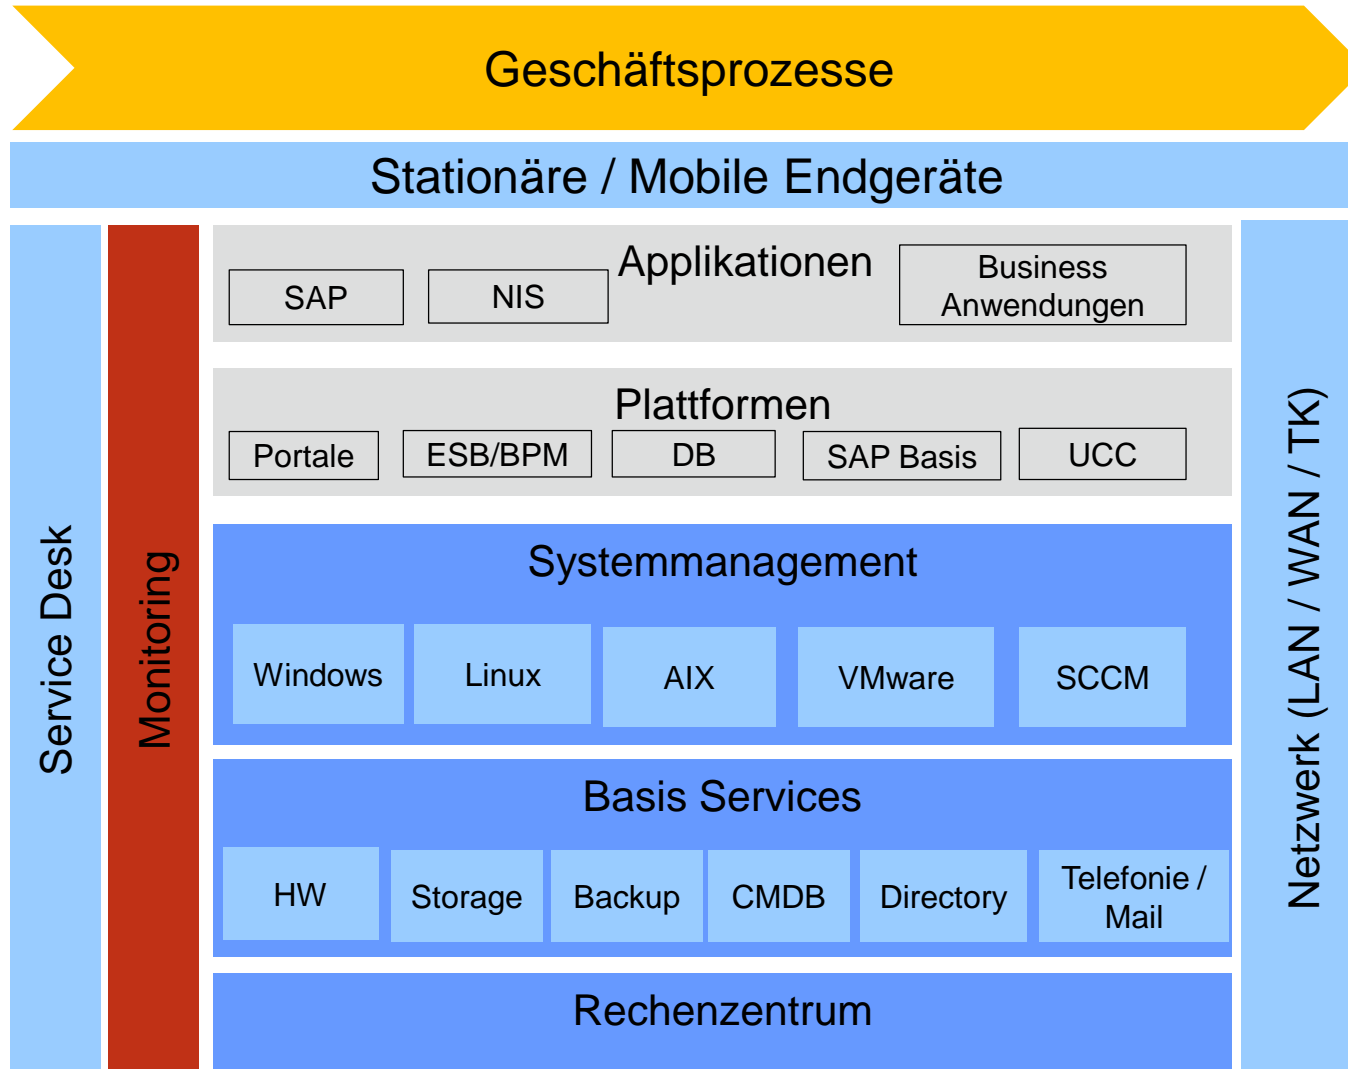 Geschäftsprozesse
Stationäre / Mobile Endgeräte
Service Desk
Monitoring
Applikationen
SAP
NIS
Business
Anwendungen
Plattformen
Portale
ESB/BPM
DB
SAP Basis
UCC
Systemmanagement
Windows
Linux
AIX
VMware
SCCM
Basis Services
HW
Storage
Backup
CMDB
Directory
Telefonie /
Mail
Rechenzentrum
Netzwerk (LAN / WAN / TK)